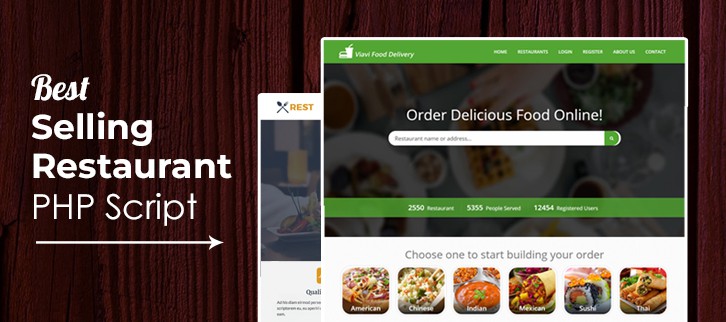 Best
Selling
Restaurant
PHP Script
REST
Viavi Food Delivery
HOME RESTAURANTS LOGIN REGISTER ABOUT US CONTACT
Order Delicious Food Online!
Restaurant name or address...
2550 Restaurant 5355 People Served 12454 Registered Users
Choose one to start building your order
American Chinese Indian Mexican Sushi Thai
Quali